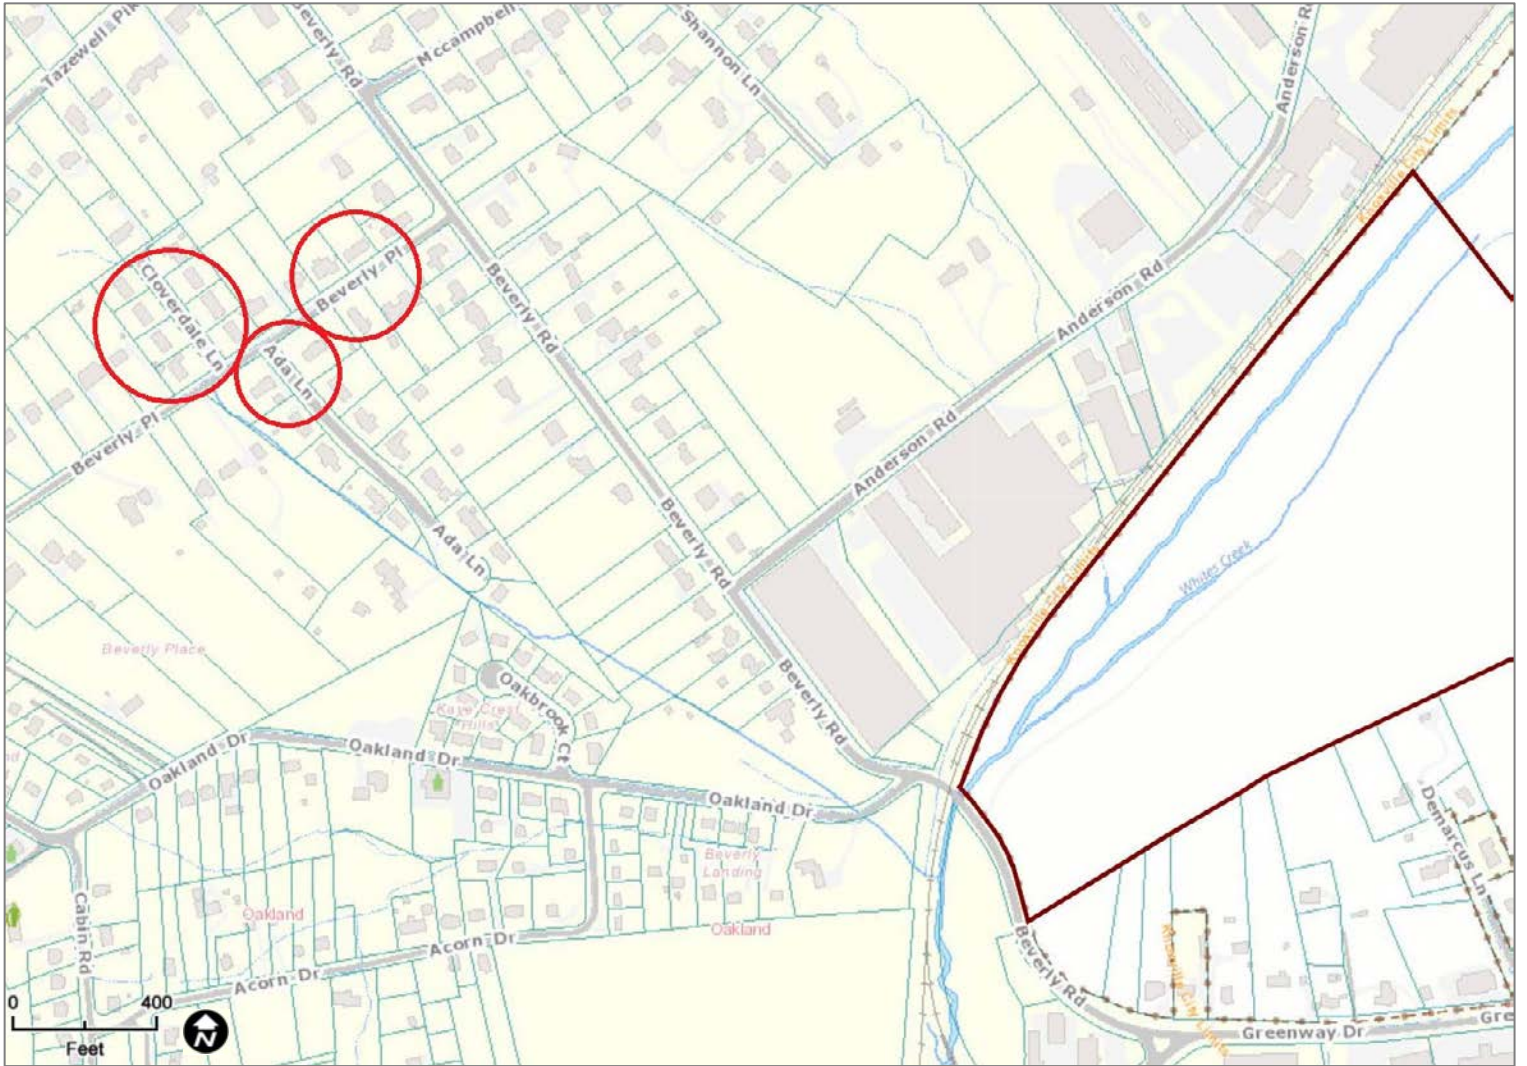 Tazewell Pik
Beverly Rd
Mccampbell
Shannon Ln
Anderson R
Knoxville City Limits
Cloverdale Ln
Beverly Pl
Beverly Rd
Anderson Rd
Ada Ln
Beverly Pl
Anderson Rd
Beverly Rd
Ada Ln
Knoxville City Limits
Whites Creek
Beverly Place
Oakbrook Ct
Kaye Crest
Hills
Beverly Rd
Oakland Dr
Oakland Dr
Oakland Dr
Demarcus Ln
Beverly
Landing
Oakland
Oakland
Cabin Rd
Acorn Dr
Acorn Dr
Beverly Rd
Knoxville City Limits
0 400
Feet
N
Greenway Dr
Gre